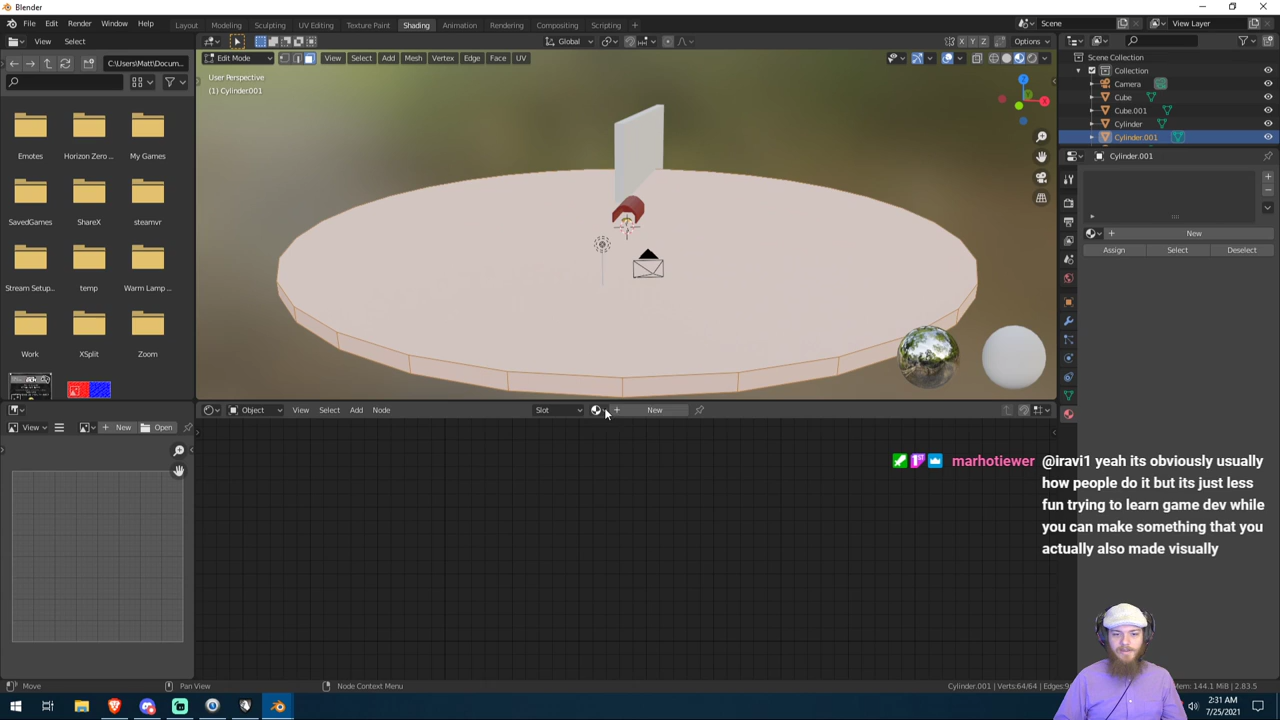 Blender
File Edit Render Window Help Layout Modeling Sculpting UV Editing Texture Paint Shading Animation Rendering Compositing Scripting + Scene View Layer
View Select Global Options
C:\Users\Matt\Docum... Edit Mode View Select Add Mesh Vertex Edge Face UV X Y Z
User Perspective
(1) Cylinder001
Scene Collection
Collection
Camera
Cube
Cube.001
Cylinder
Cylinder.001
Cylinder.001
Emotes Horizon Zero ... My Games
SavedGames ShareX steamvr
Stream Setup... temp Warm Lamp ...
Work XSplit Zoom
New
Assign Select Deselect
Object View Select Add Node Slot New
View New Open
marhotiewer @iravi1 yeah its obviously usually
how people do it but its just less
fun trying to learn game dev while
you can make something that you
actually also made visually
Move Pan View Node Context Menu Cylinder.001 | Verts:64/64 | Edges:9
Mem: 144.1 MiB | 2.83.5
2:31 AM
7/25/2021